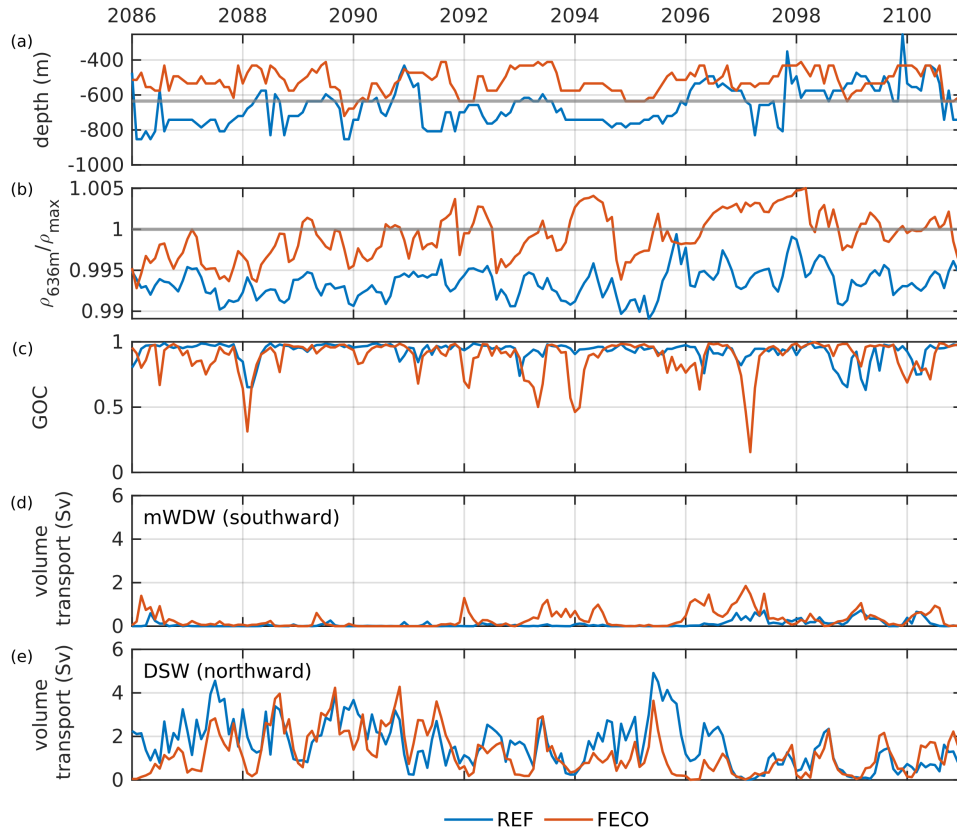 2086 2088 2090 2092 2094 2096 2098 2100
(a)
depth (m)
-400
-600
-800
-1000
(b)
ρ636m/ρmax
1.005
1
0.995
0.99
(c)
GOC
1
0.5
0
(d)
volume
transport (Sv)
6
4
2
0
mWDW (southward)
(e)
volume
transport (Sv)
6
4
2
0
DSW (northward)
REF FECO